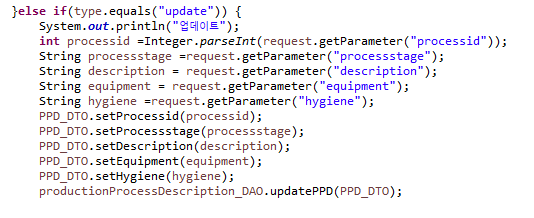 }else if(type.equals("update")) {
System.out.println("업데이트");
int processid =Integer.parseInt(request.getParameter("processid"));
String processstage =request.getParameter("processstage");
String description = request.getParameter("description");
String equipment = request.getParameter("equipment");
String hygiene =request.getParameter("hygiene");
PPD_DTO.setProcessid(processid);
PPD_DTO.setProcessstage(processstage);
PPD_DTO.setDescription(description);
PPD_DTO.setEquipment(equipment);
PPD_DTO.setHygiene(hygiene);
productionProcessDescription_DAO.updatePPD(PPD_DTO);